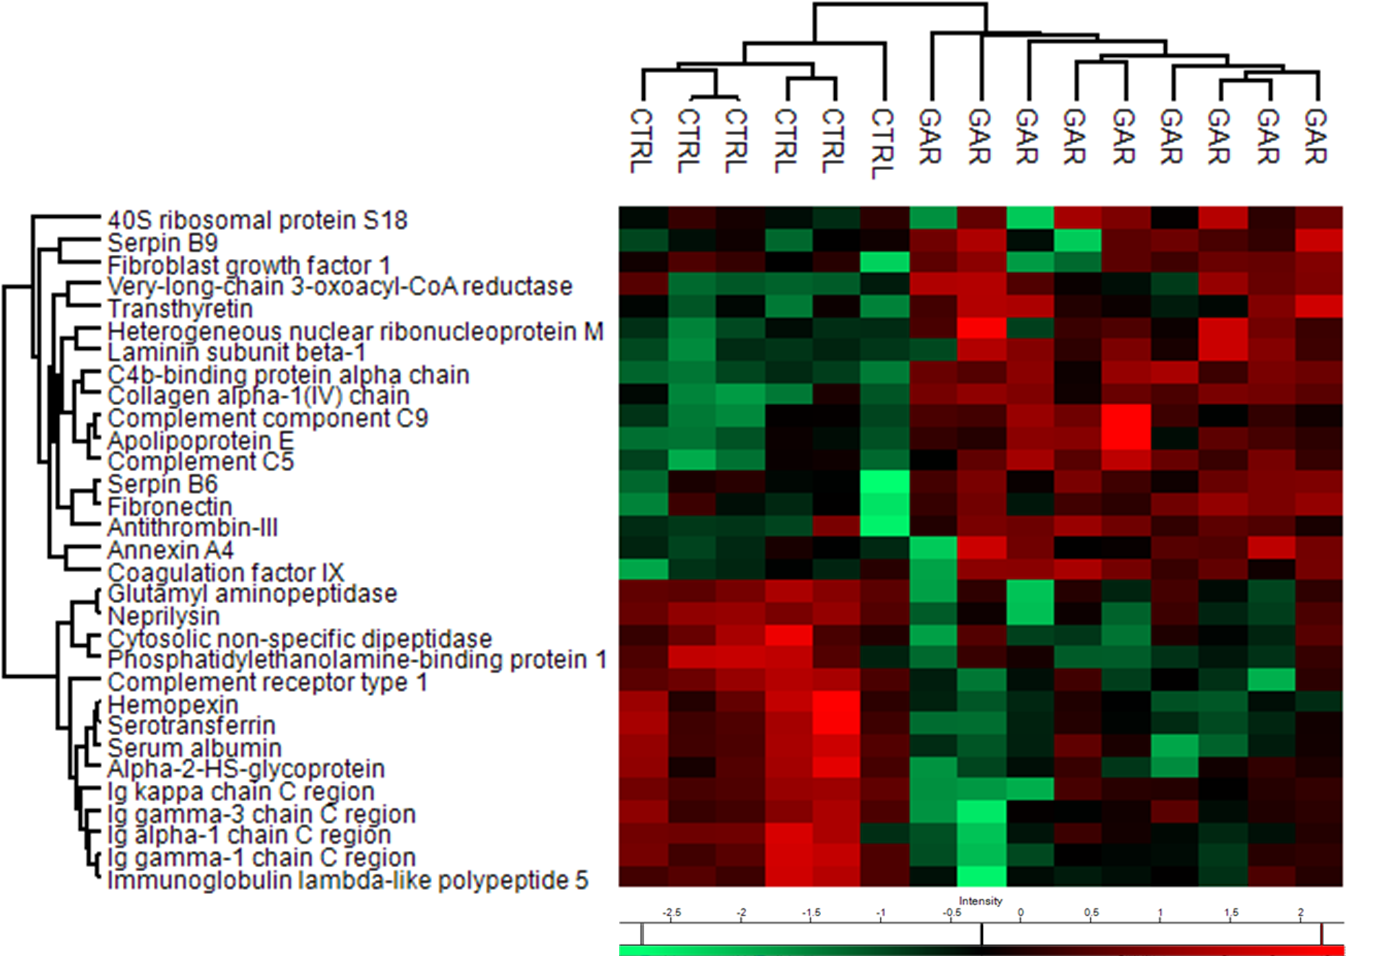 CTRL CTRL CTRL CTRL CTRL CTRL GAR GAR GAR GAR GAR GAR GAR GAR GAR
40S ribosomal protein S18
Serpin B9
Fibroblast growth factor 1
Very-long-chain 3-oxoacyl-CoA reductase
Transthyretin
Heterogeneous nuclear ribonucleoprotein M
Laminin subunit beta-1
C4b-binding protein alpha chain
Collagen alpha-1(IV) chain
Complement component C9
Apolipoprotein E
Complement C5
Serpin B6
Fibronectin
Antithrombin-III
Annexin A4
Coagulation factor IX
Glutamyl aminopeptidase
Neprilysin
Cytosolic non-specific dipeptidase
Phosphatidylethanolamine-binding protein 1
Complement receptor type 1
Hemopexin
Serotransferrin
Serum albumin
Alpha-2-HS-glycoprotein
Ig kappa chain C region
Ig gamma-3 chain C region
Ig alpha-1 chain C region
Ig gamma-1 chain C region
Immunoglobulin lambda-like polypeptide 5
Intensity
-2.5 -2 -1.5 -1 -0.5 0 0.5 1 1.5 2